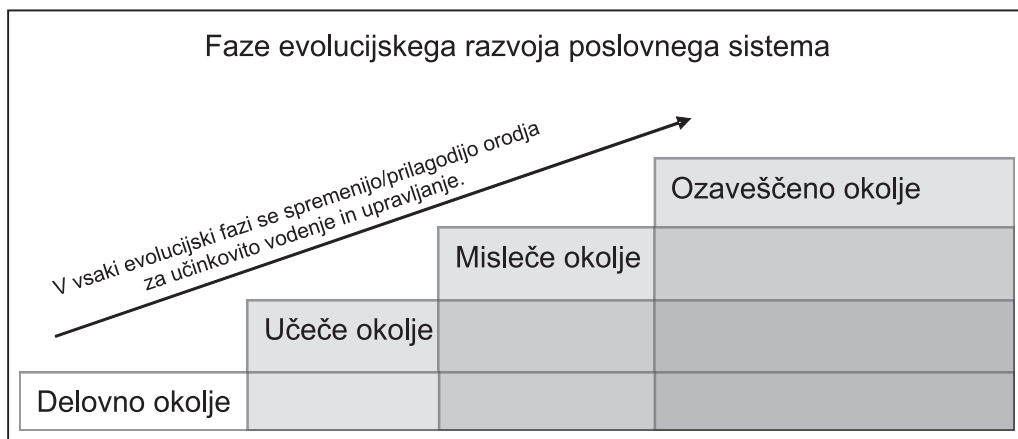 Faze evolucijskega razvoja poslovnega sistema
V vsaki evolucijski fazi se spremenijo/prilagodijo orodja
za učinkovito vodenje in upravljanje.
Ozaveščeno okolje
Misleče okolje
Učeče okolje
Delovno okolje